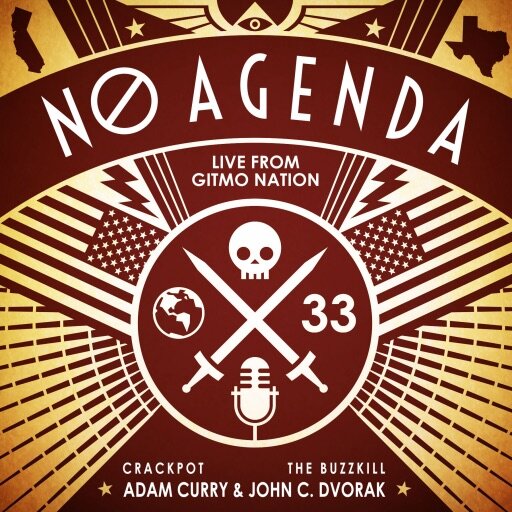 NO AGENDA
LIVE FROM
GITMO NATION
33
CRACKPOT THE BUZZKILL
ADAM CURRY & JOHN C. DVORAK